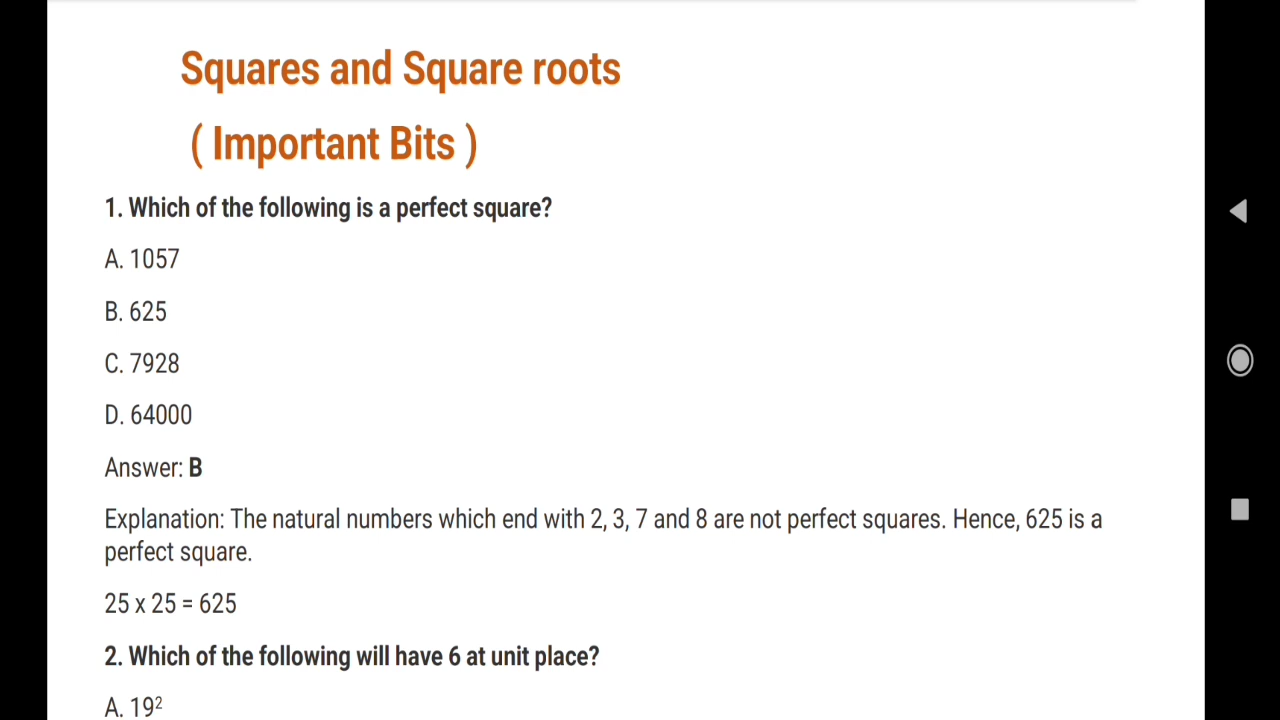 Squares and Square roots
( Important Bits )
1. Which of the following is a perfect square?
A. 1057
B. 625
C. 7928
D. 64000
Answer: B
Explanation: The natural numbers which end with 2, 3, 7 and 8 are not perfect squares. Hence, 625 is a
perfect square.
25 x 25 = 625
2. Which of the following will have 6 at unit place?
A. 19²